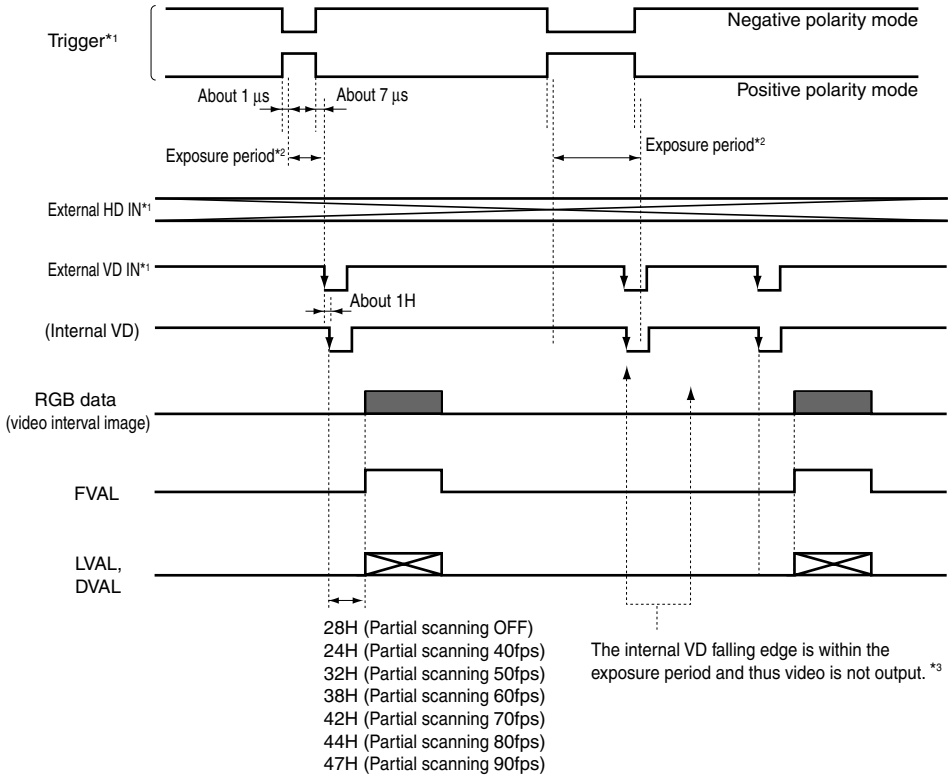 Negative polarity mode
Trigger*1
Positive polarity mode
About 1 μs
About 7 μs
Exposure period*2
Exposure period*2
External HD IN*1
External VD IN*1
About 1H
(Internal VD)
RGB data
(video interval image)
FVAL
LVAL,
DVAL
28H (Partial scanning OFF)
24H (Partial scanning 40fps)
32H (Partial scanning 50fps)
38H (Partial scanning 60fps)
42H (Partial scanning 70fps)
44H (Partial scanning 80fps)
47H (Partial scanning 90fps)
The internal VD falling edge is within the
exposure period and thus video is not output. *3